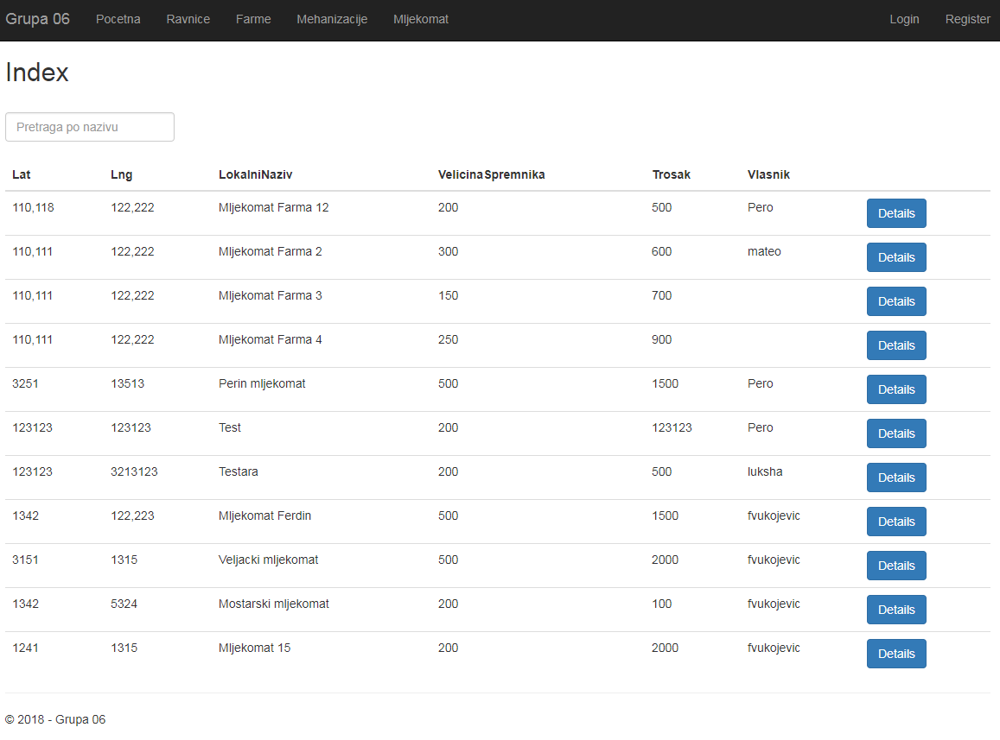 Grupa 06 Pocetna Ravnice Farme Mehanizacije Mljekomat Login Register
Index
Pretraga po nazivu
Lat Lng LokalniNaziv VelicinaSpremnika Trosak Vlasnik
110,118 122,222 Mljekomat Farma 12 200 500 Pero Details
110,111 122,222 Mljekomat Farma 2 300 600 mateo Details
110,111 122,222 Mljekomat Farma 3 150 700 Details
110,111 122,222 Mljekomat Farma 4 250 900 Details
3251 13513 Perin mljekomat 500 1500 Pero Details
123123 123123 Test 200 123123 Pero Details
123123 3213123 Testara 200 500 luksha Details
1342 122,223 Mljekomat Ferdin 500 1500 fvukojevic Details
3151 1315 Veljacki mljekomat 500 2000 fvukojevic Details
1342 5324 Mostarski mljekomat 200 100 fvukojevic Details
1241 1315 Mljekomat 15 200 2000 fvukojevic Details
© 2018 - Grupa 06